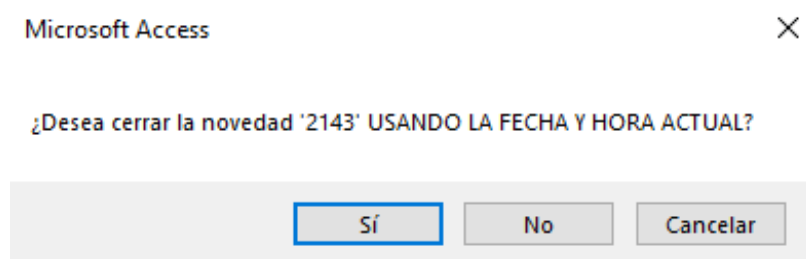 Microsoft Access
¿Desea cerrar la novedad '2143' USANDO LA FECHA Y HORA ACTUAL?
Sí
No
Cancelar